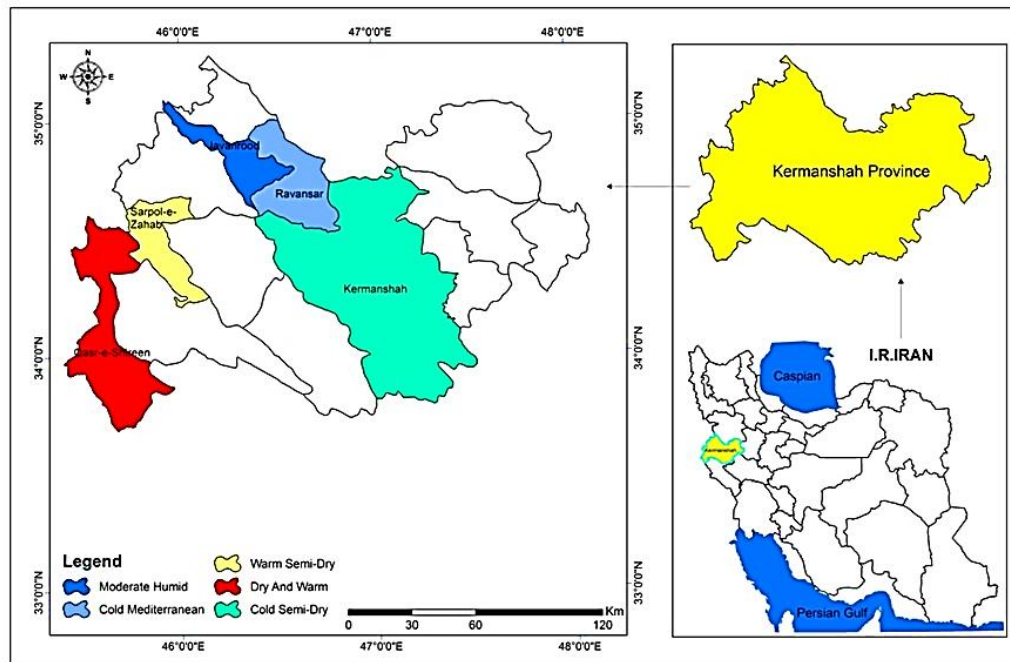 46°0'0"E
47°0'0"E
48°0'0"E
N
W
E
S
35°0'0"N
35°0'0"N
Javanrood
Ravansar
Sarpol-e-
Zahab
Kermanshah
Qasr-e-Shireen
34°0'0"N
34°0'0"N
Legend
Moderate Humid
Cold Mediterranean
Warm Semi-Dry
Dry And Warm
Cold Semi-Dry
Km
0
30
60
120
33°0'0"N
33°0'0"N
46°0'0"E
47°0'0"E
48°0'0"E
Kermanshah Province
I.R.IRAN
Caspian
Kermanshah
Persian Gulf